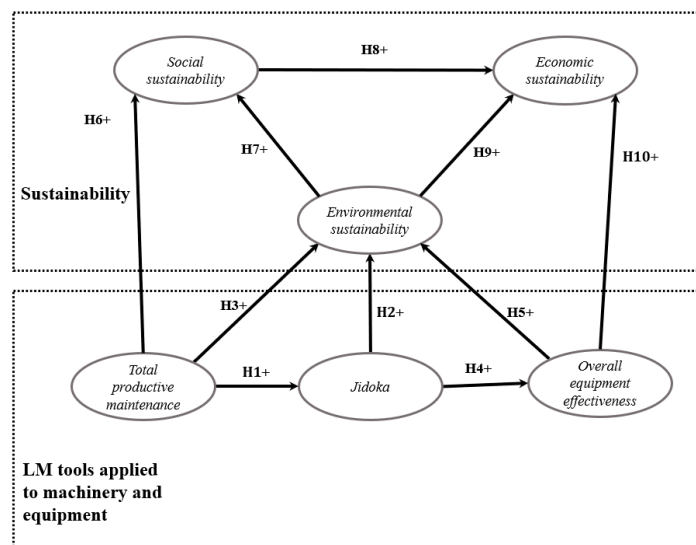 H8+
Social
sustainability
Economic
sustainability
H6+
H7+
H9+
H10+
Sustainability
Environmental
sustainability
H3+
H2+
H5+
Total
productive
maintenance
H1+
Jidoka
H4+
Overall
equipment
effectiveness
LM tools applied
to machinery and
equipment